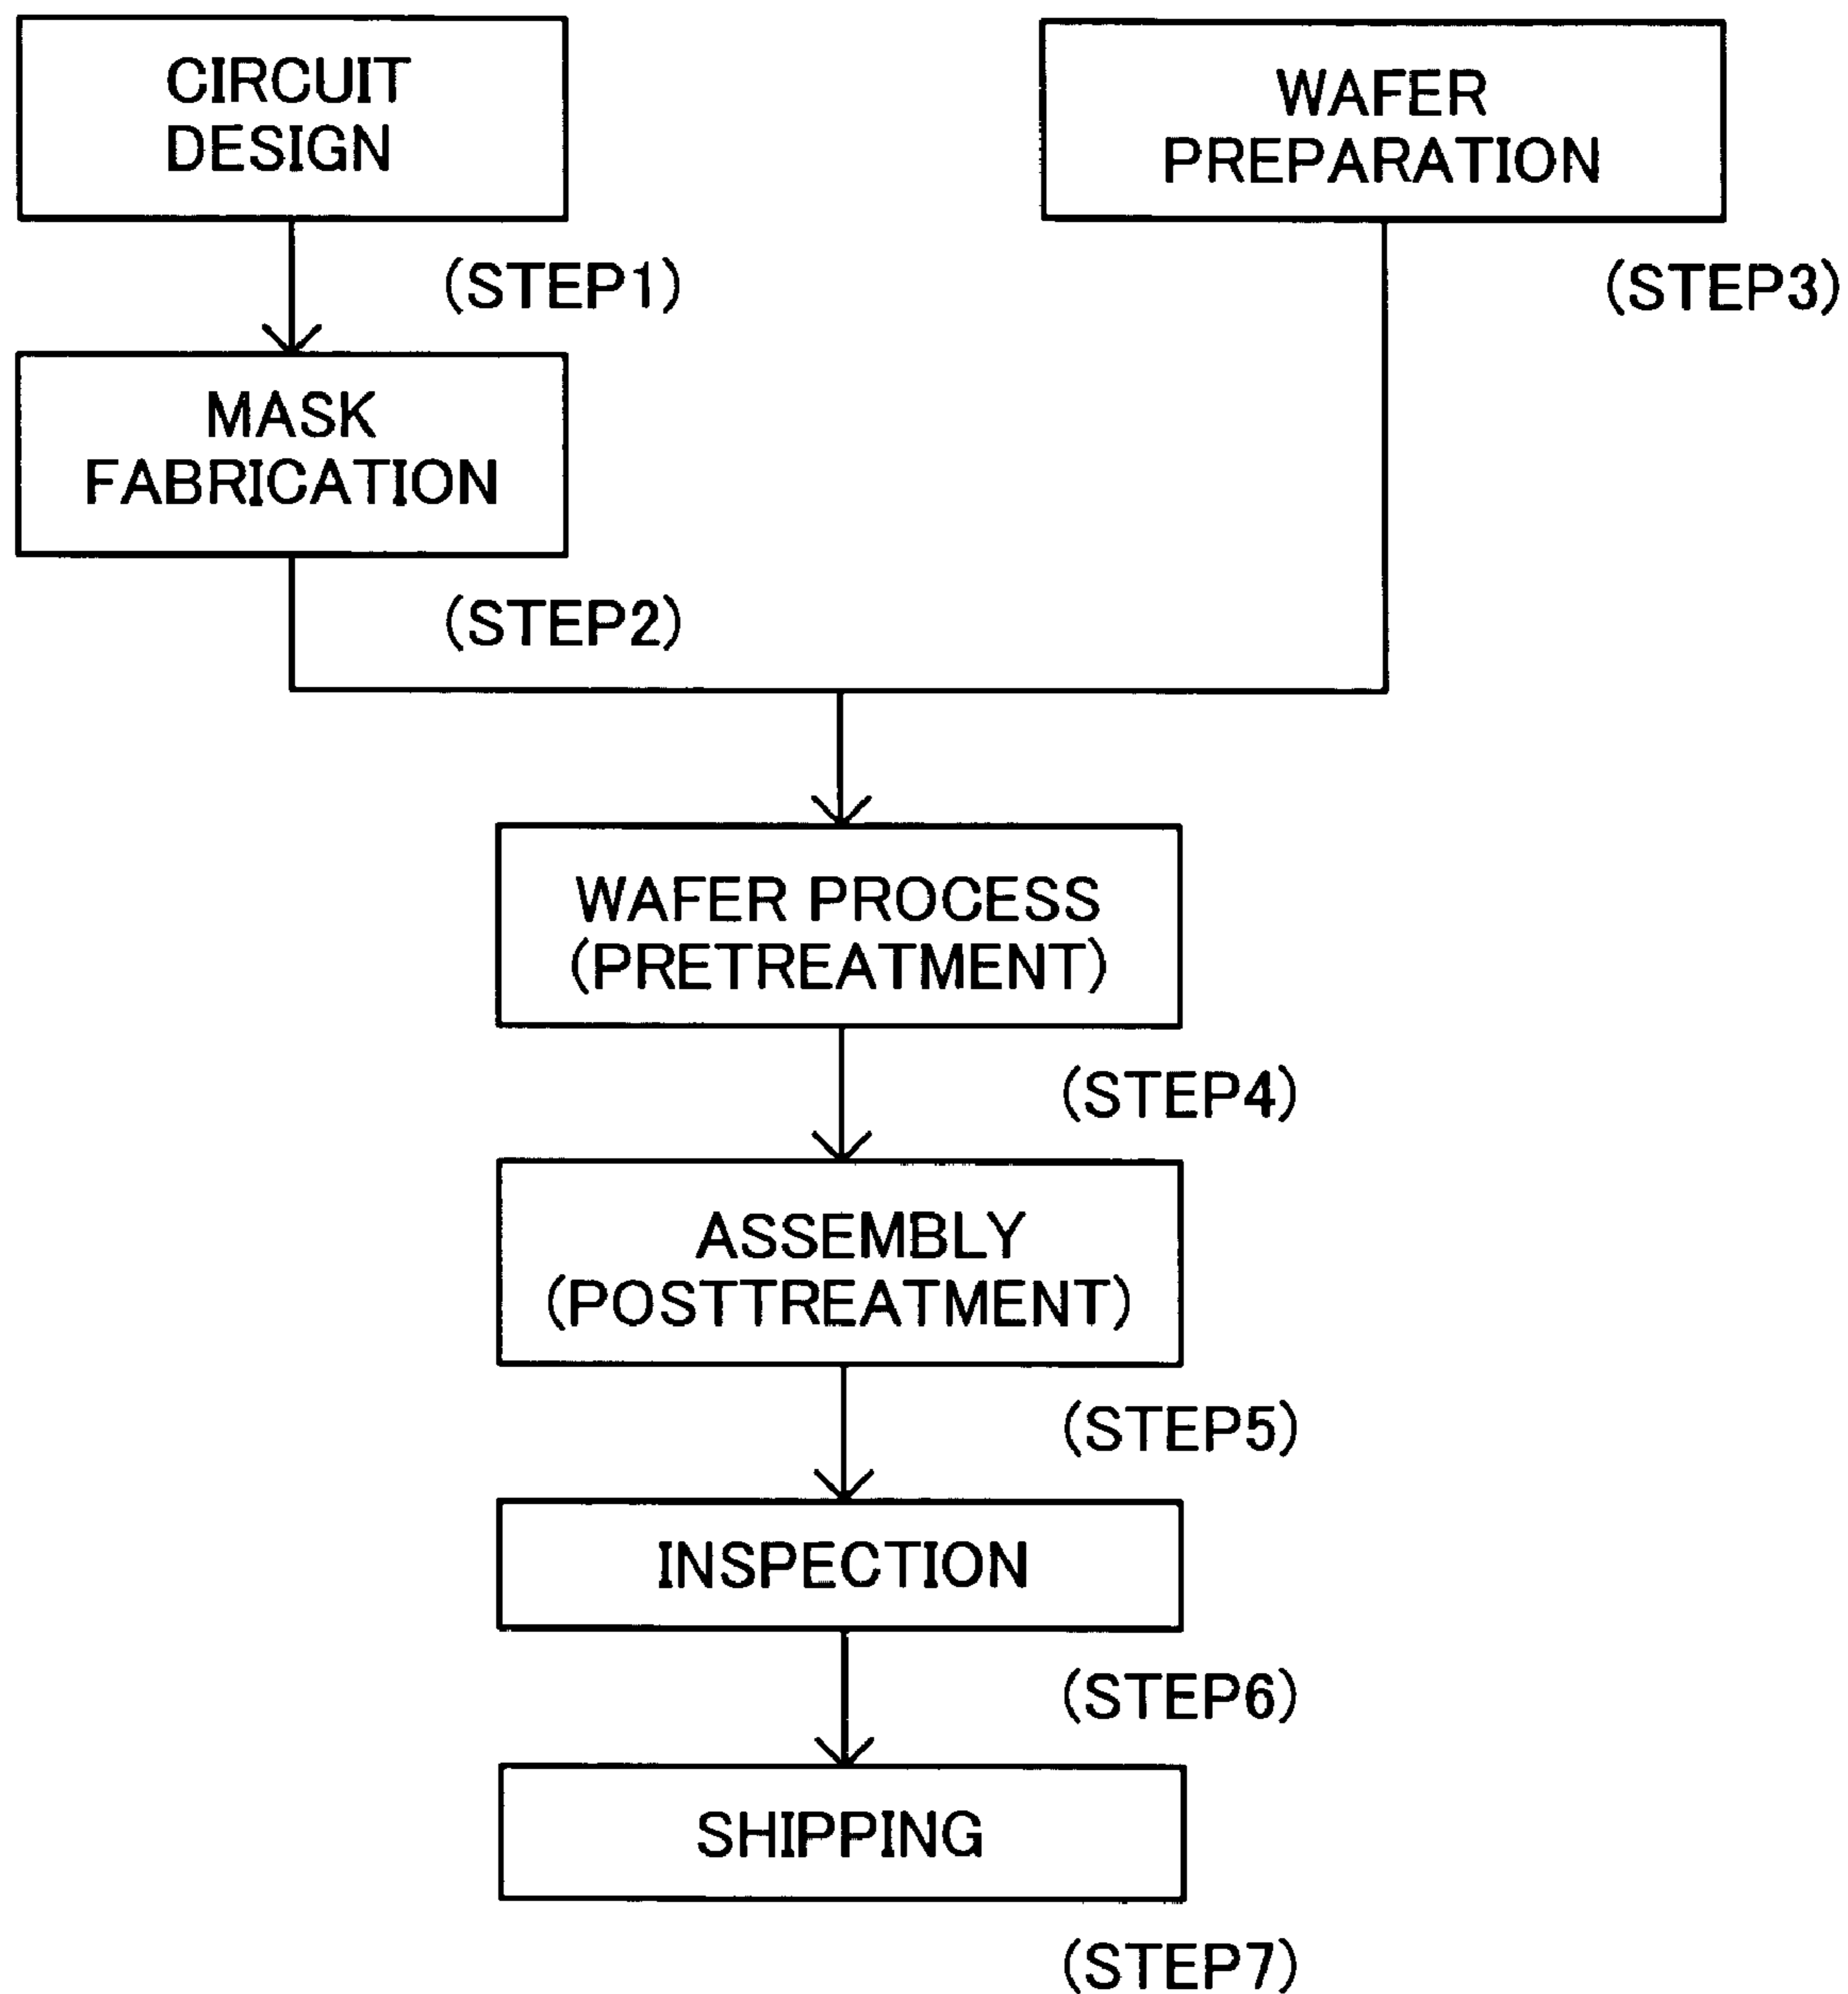 CIRCUIT
DESIGN
(STEP1)
MASK
FABRICATION
(STEP2)
WAFER
PREPARATION
(STEP3)
WAFER PROCESS
(PRETREATMENT)
(STEP4)
ASSEMBLY
(POSTTREATMENT)
(STEP5)
INSPECTION
(STEP6)
SHIPPING
(STEP7)